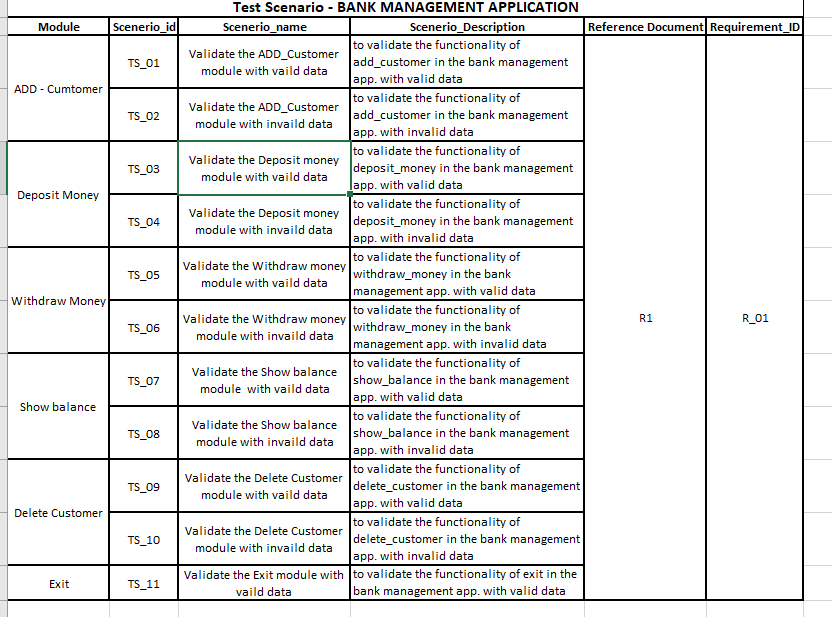 Test Scenario - BANK MANAGEMENT APPLICATION
Module Scenerio_id Scenerio_name Scenerio_Description Reference Document Requirement_ID
ADD - Cumtomer
TS_01
Validate the ADD_Customer
module with vaild data
to validate the functionality of
add_customer in the bank management
app. with valid data
TS_02
Validate the ADD_Customer
module with invaild data
to validate the functionality of
add_customer in the bank management
app. with invalid data
Deposit Money
TS_03
Validate the Deposit money
module with vaild data
to validate the functionality of
deposit_money in the bank management
app. with valid data
TS_04
Validate the Deposit money
module with invaild data
to validate the functionality of
deposit_money in the bank management
app. with invalid data
Withdraw Money
TS_05
Validate the Withdraw money
module with vaild data
to validate the functionality of
withdraw_money in the bank
management app. with valid data
TS_06
Validate the Withdraw money
module with invaild data
to validate the functionality of
withdraw_money in the bank
management app. with invalid data
Show balance
TS_07
Validate the Show balance
module  with vaild data
to validate the functionality of
show_balance in the bank management
app. with valid data
TS_08
Validate the Show balance
module with invaild data
to validate the functionality of
show_balance in the bank management
app. with invalid data
Delete Customer
TS_09
Validate the Delete Customer
module with vaild data
to validate the functionality of
delete_customer in the bank management
app. with valid data
TS_10
Validate the Delete Customer
module with invaild data
to validate the functionality of
delete_customer in the bank management
app. with invalid data
Exit
TS_11
Validate the Exit module with
vaild data
to validate the functionality of exit in the
bank management app. with valid data
R1
R_01